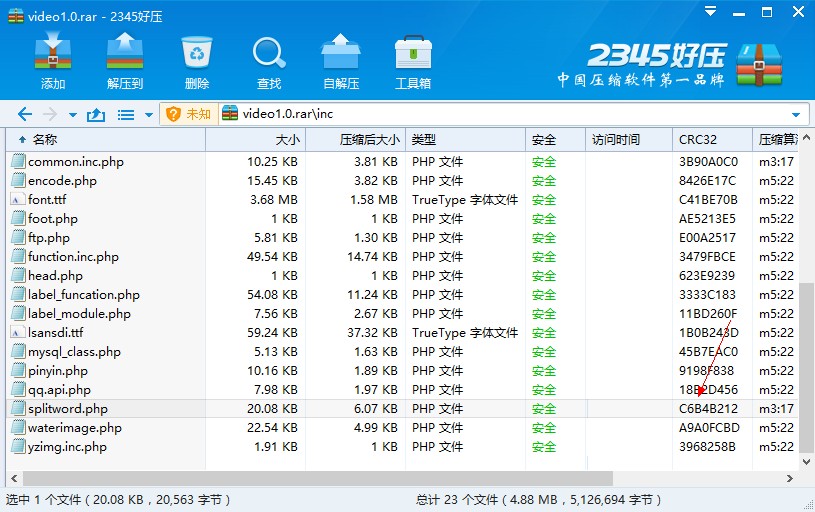 video1.0.rar - 2345好压
添加 解压到 删除 查找 自解压 工具箱
2345好压
中国压缩软件第一品牌
未知 video1.0.rar\inc
名称 大小 压缩后大小 类型 安全 访问时间 CRC32 压缩算
common.inc.php 10.25 KB 3.81 KB PHP 文件 安全 3B90A0C0 m3:17
encode.php 15.45 KB 3.82 KB PHP 文件 安全 8426E17C m5:22
font.ttf 3.68 MB 1.58 MB TrueType 字体文件 安全 C41BE70B m5:22
foot.php 1 KB 1 KB PHP 文件 安全 AE5213E5 m5:22
ftp.php 5.81 KB 1.30 KB PHP 文件 安全 E00A2517 m5:22
function.inc.php 49.54 KB 14.74 KB PHP 文件 安全 3479FBCE m5:22
head.php 1 KB 1 KB PHP 文件 安全 623E9239 m5:22
label_funcation.php 54.08 KB 11.24 KB PHP 文件 安全 3333C183 m5:22
label_module.php 7.56 KB 2.67 KB PHP 文件 安全 11BD260F m5:22
lsansdi.ttf 59.24 KB 37.32 KB TrueType 字体文件 安全 1B0B243D m5:22
mysql_class.php 5.13 KB 1.63 KB PHP 文件 安全 45B7EAC0 m5:22
pinyin.php 10.16 KB 1.89 KB PHP 文件 安全 9198F838 m5:22
qq.api.php 7.98 KB 1.97 KB PHP 文件 安全 18B2D456 m5:22
splitword.php 20.08 KB 6.07 KB PHP 文件 安全 C6B4B212 m3:17
waterimage.php 22.54 KB 4.99 KB PHP 文件 安全 A9A0FCBD m5:22
yzimg.inc.php 1.91 KB 1 KB PHP 文件 安全 3968258B m5:22
选中 1 个文件 ( 20.08 KB，20,563 字节 ) 总计 23 个文件 ( 4.88 MB，5,126,694 字节 )